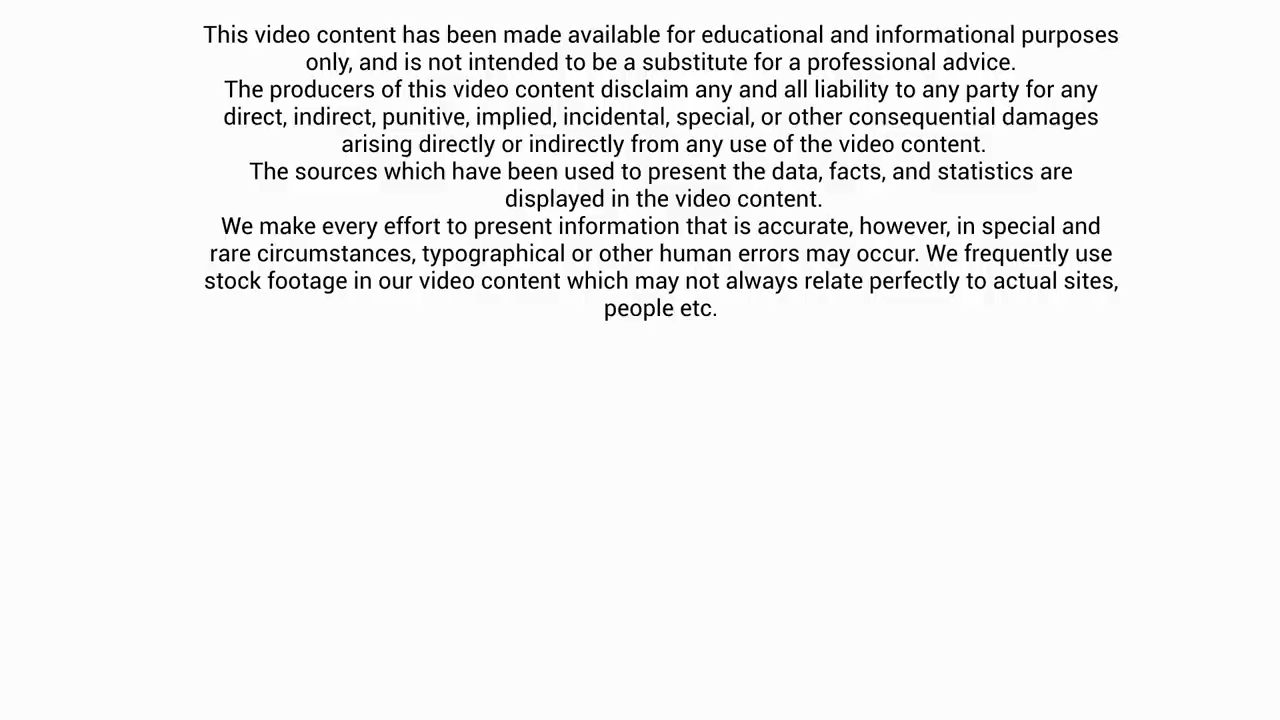 This video content has been made available for educational and informational purposes
only, and is not intended to be a substitute for a professional advice.
The producers of this video content disclaim any and all liability to any party for any
direct, indirect, punitive, implied, incidental, special, or other consequential damages
arising directly or indirectly from any use of the video content.
The sources which have been used to present the data, facts, and statistics are
displayed in the video content.
We make every effort to present information that is accurate, however, in special and
rare circumstances, typographical or other human errors may occur. We frequently use
stock footage in our video content which may not always relate perfectly to actual sites,
people etc.